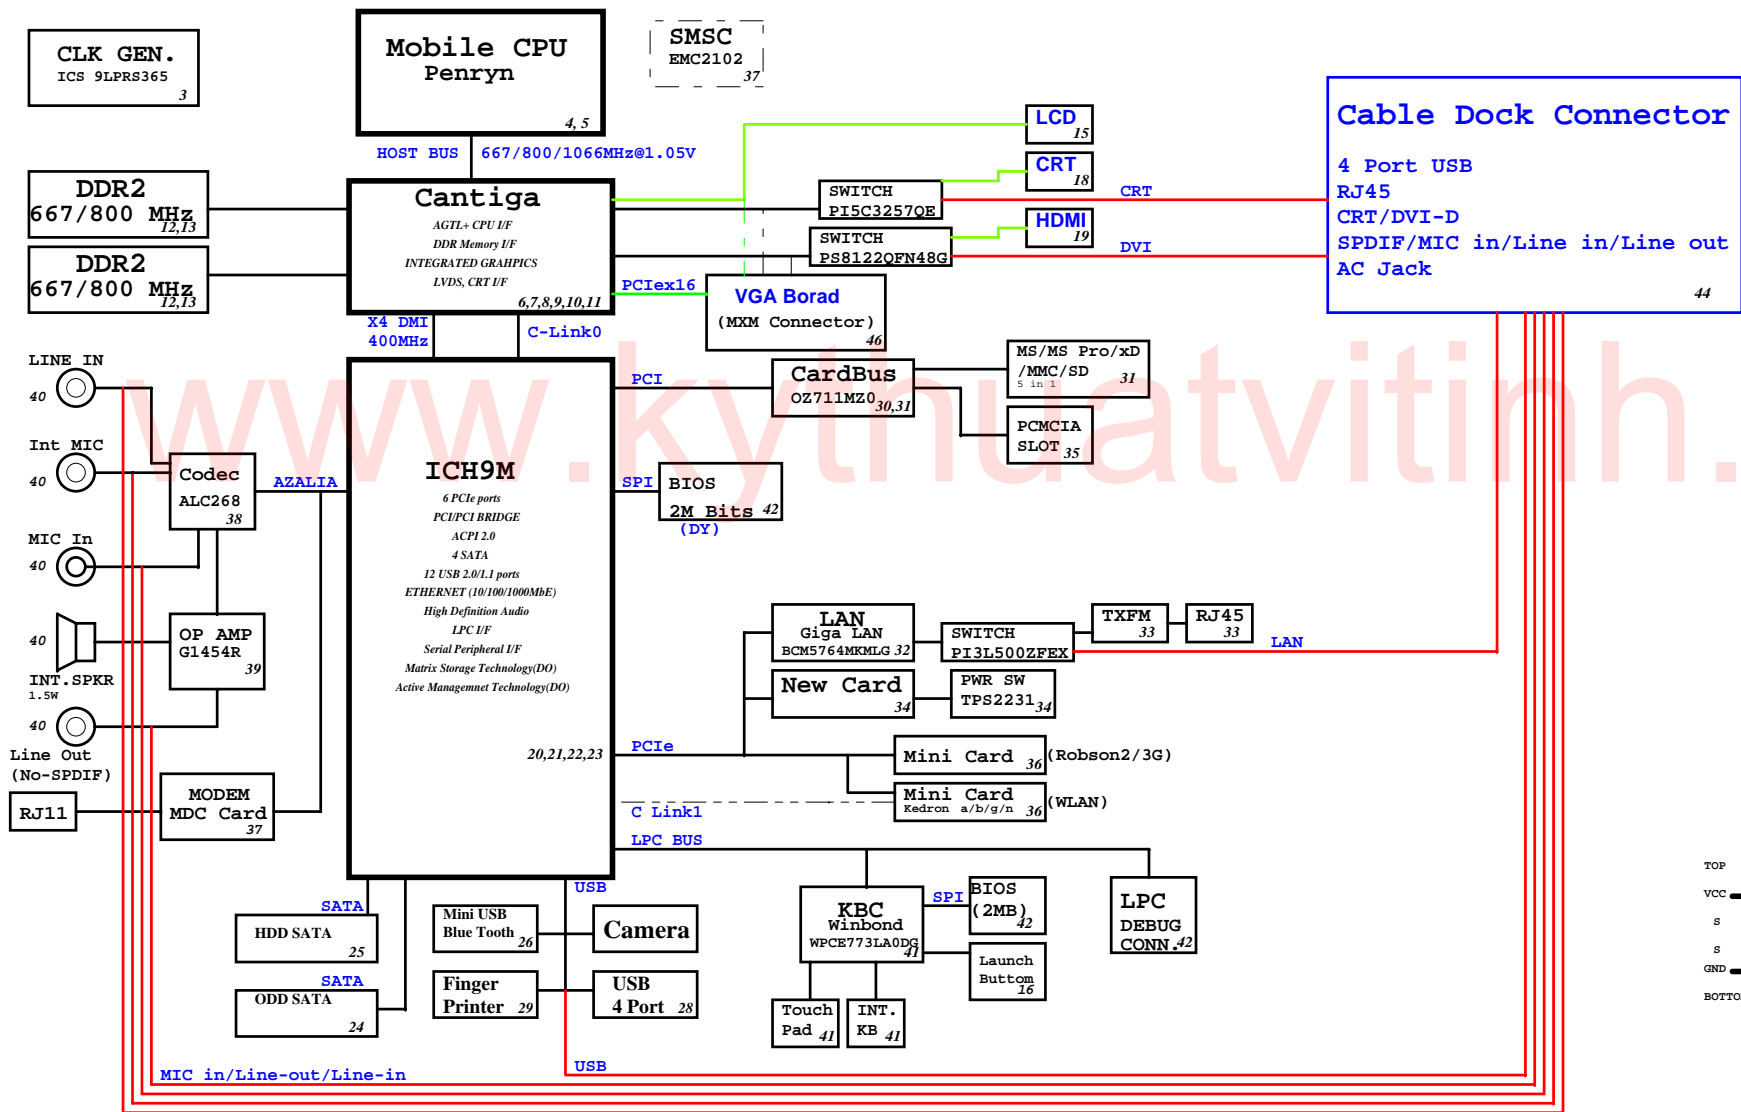 CLK GEN.
ICS 9LPRS365
3
Mobile CPU
Penryn
4, 5
SMSC
EMC2102
37
HOST BUS
667/800/1066MHz@1.05V
DDR2
667/800 MHz
12,13
DDR2
667/800 MHz
12,13
Cantiga
AGTL+ CPU I/F
DDR Memory I/F
INTEGRATED GRAHPICS
LVDS, CRT I/F
6,7,8,9,10,11
LCD
15
CRT
18
HDMI
19
SWITCH
PI5C3257QE
SWITCH
PS8122QFN48G
CRT
DVI
PCIex16
VGA Borad
(MXM Connector)
46
Cable Dock Connector
4 Port USB
RJ45
CRT/DVI-D
SPDIF/MIC in/Line in/Line out
AC Jack
44
X4 DMI
400MHz
C-Link0
www.kythuatvitinh.
LINE IN
40
Int MIC
40
MIC In
40
40
INT.SPKR
1.5W
40
Line Out
(No-SPDIF)
Codec
ALC268
38
AZALIA
OP AMP
G1454R
39
RJ11
MODEM
MDC Card
37
ICH9M
6 PCIe ports
PCI/PCI BRIDGE
ACPI 2.0
4 SATA
12 USB 2.0/1.1 ports
ETHERNET (10/100/1000MbE)
High Definition Audio
LPC I/F
Serial Peripheral I/F
Matrix Storage Technology(DO)
Active Managemnet Technology(DO)
20,21,22,23
PCI
CardBus
OZ711MZ0
30,31
MS/MS Pro/xD
/MMC/SD
5 in 1
31
PCMCIA
SLOT
35
SPI
BIOS
2M Bits
42
(DY)
LAN
Giga LAN
BCM5764MKMLG
32
SWITCH
PI3L500ZFEX
TXFM
33
RJ45
33
LAN
New Card
34
PWR SW
TPS2231
34
PCIe
Mini Card
36
(Robson2/3G)
Mini Card
Kedron a/b/g/n
36
(WLAN)
C Link1
LPC BUS
KBC
Winbond
WPCE773LA0DG
41
SPI
BIOS
(2MB)
42
Launch
Buttom
16
LPC
DEBUG
CONN.
42
Touch
Pad
41
INT.
KB
41
SATA
HDD SATA
25
SATA
ODD SATA
24
USB
Mini USB
Blue Tooth
26
Camera
Finger
Printer
29
USB
4 Port
28
USB
MIC in/Line-out/Line-in
TOP
VCC
S
S
GND
BOTTO